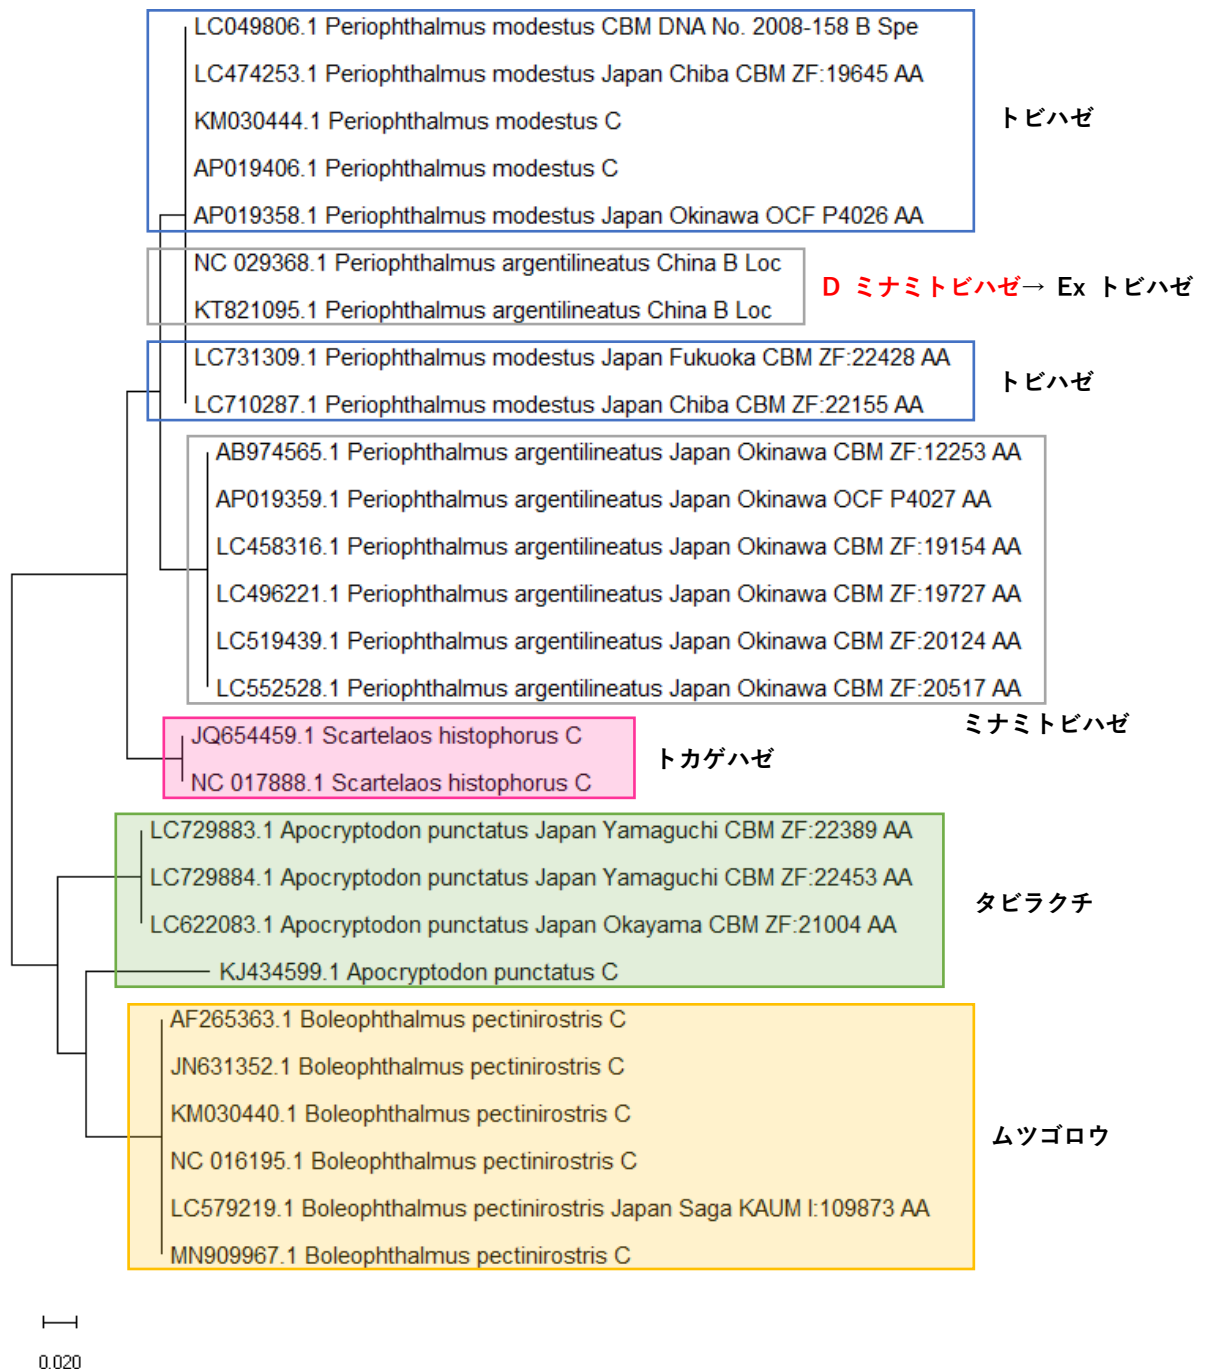 LC049806.1 Periophthalmus modestus CBM DNA No. 2008-158 B Spe
LC474253.1 Periophthalmus modestus Japan Chiba CBM ZF:19645 AA
トビハゼ
KM030444.1 Periophthalmus modestus C
AP019406.1 Periophthalmus modestus C
AP019358.1 Periophthalmus modestus Japan Okinawa OCF P4026 AA
NC 029368.1 Periophthalmus argentilineatus China B Loc
D ミナミトビハゼ→ Ex トビハゼ
KT821095.1 Periophthalmus argentilineatus China B Loc
LC731309.1 Periophthalmus modestus Japan Fukuoka CBM ZF:22428 AA
トビハゼ
LC710287.1 Periophthalmus modestus Japan Chiba CBM ZF:22155 AA
AB974565.1 Periophthalmus argentilineatus Japan Okinawa CBM ZF:12253 AA
AP019359.1 Periophthalmus argentilineatus Japan Okinawa OCF P4027 AA
LC458316.1 Periophthalmus argentilineatus Japan Okinawa CBM ZF:19154 AA
LC496221.1 Periophthalmus argentilineatus Japan Okinawa CBM ZF:19727 AA
LC519439.1 Periophthalmus argentilineatus Japan Okinawa CBM ZF:20124 AA
LC552528.1 Periophthalmus argentilineatus Japan Okinawa CBM ZF:20517 AA
ミナミトビハゼ
JQ654459.1 Scartelaos histophorus C
トカゲハゼ
NC 017888.1 Scartelaos histophorus C
LC729883.1 Apocryptodon punctatus Japan Yamaguchi CBM ZF:22389 AA
LC729884.1 Apocryptodon punctatus Japan Yamaguchi CBM ZF:22453 AA
タビラクチ
LC622083.1 Apocryptodon punctatus Japan Okayama CBM ZF:21004 AA
KJ434599.1 Apocryptodon punctatus C
AF265363.1 Boleophthalmus pectinirostris C
JN631352.1 Boleophthalmus pectinirostris C
KM030440.1 Boleophthalmus pectinirostris C
ムツゴロウ
NC 016195.1 Boleophthalmus pectinirostris C
LC579219.1 Boleophthalmus pectinirostris Japan Saga KAUM I:109873 AA
MN909967.1 Boleophthalmus pectinirostris C
0.020